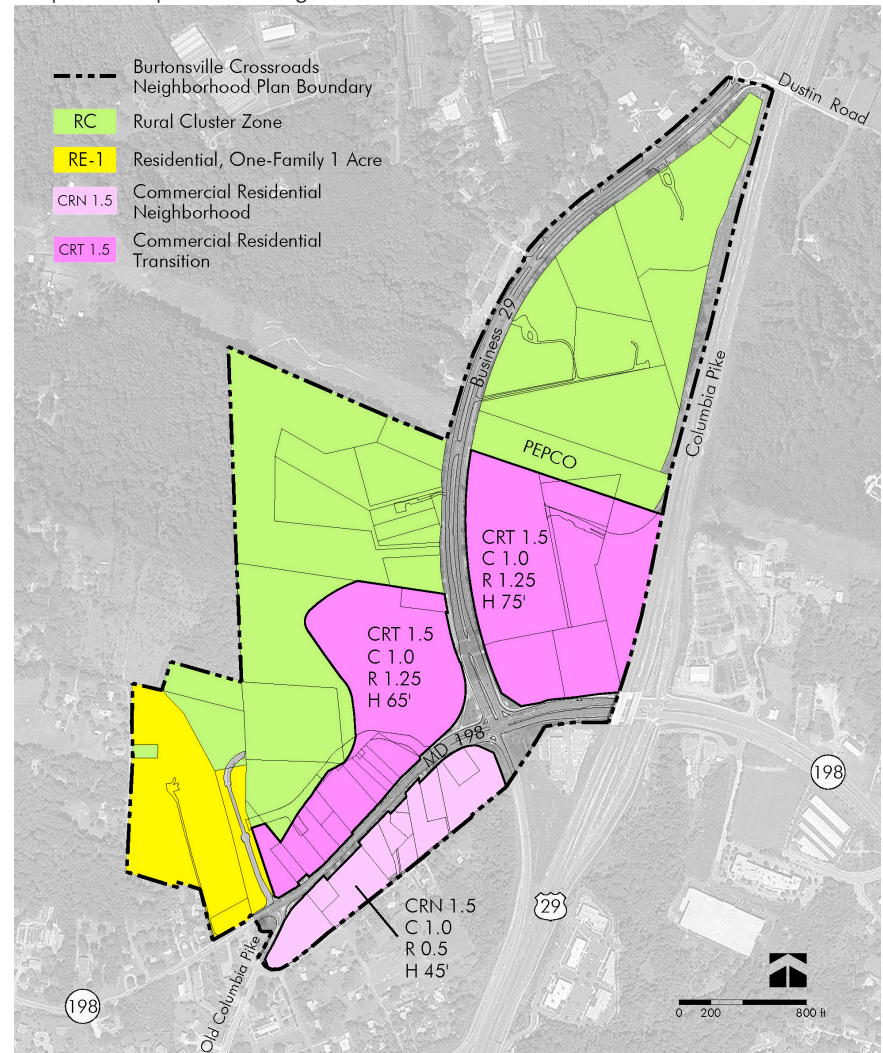 Burtonsville Crossroads
Neighborhood Plan Boundary
RC Rural Cluster Zone
RE-1 Residential, One-Family 1 Acre
CRN 1.5 Commercial Residential
Neighborhood
CRT 1.5 Commercial Residential
Transition
Dustin Road
Business 29
Columbia Pike
PEPCO
CRT 1.5
C 1.0
R 1.25
H 75'
CRT 1.5
C 1.0
R 1.25
H 65'
MD 198
198
CRN 1.5
C 1.0
R 0.5
H 45'
29
Old Columbia Pike
198
0 200 800 ft